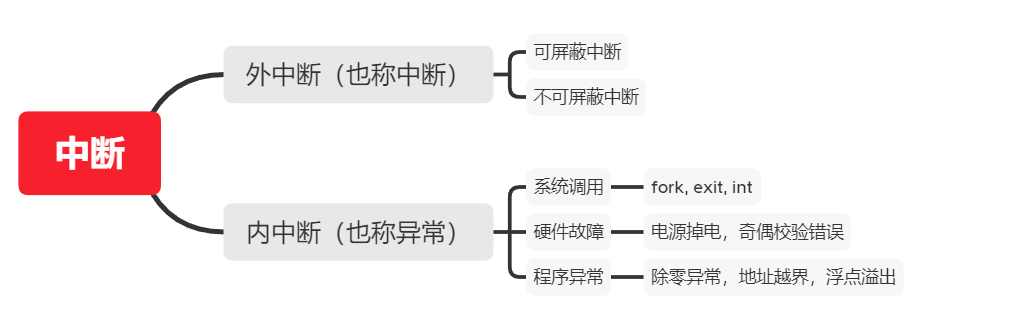 中断
外中断（也称中断）
可屏蔽中断
不可屏蔽中断
内中断（也称异常）
系统调用
fork, exit, int
硬件故障
电源掉电，奇偶校验错误
程序异常
除零异常，地址越界，浮点溢出